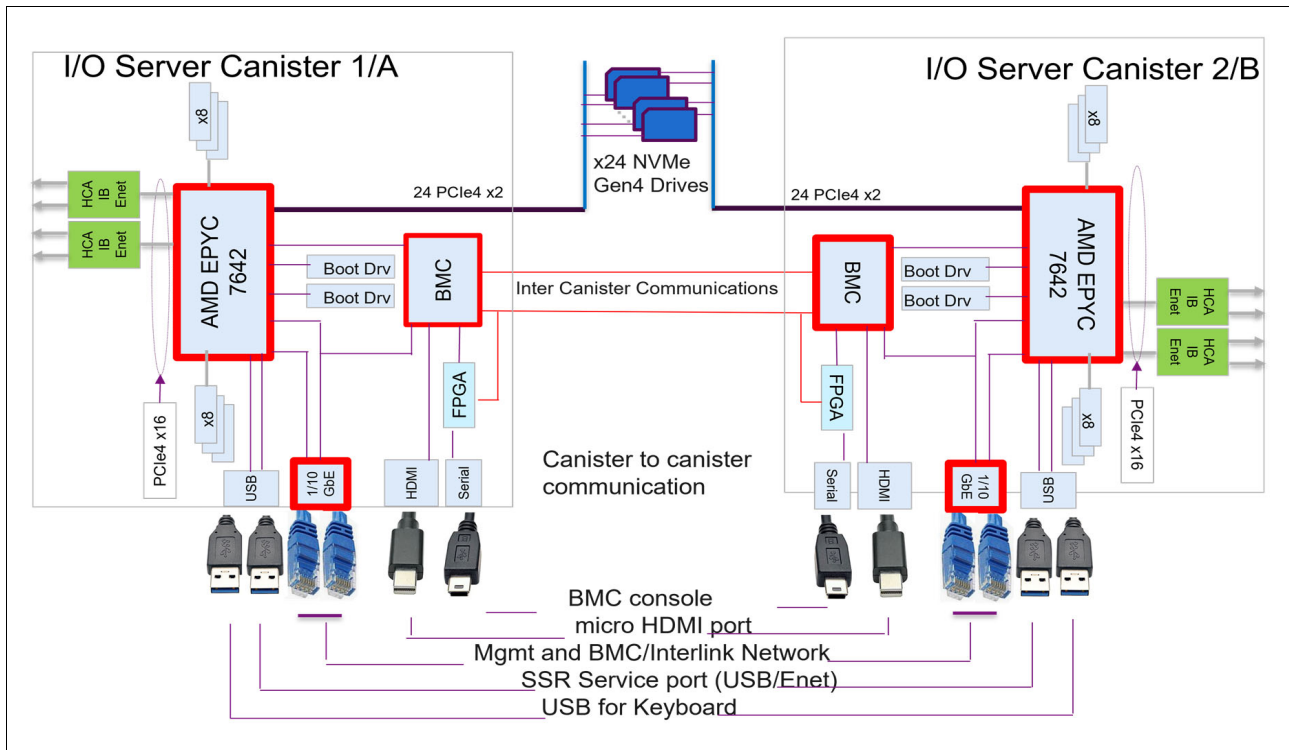 I/O Server Canister 1/A
I/O Server Canister 2/B
x8
x8
x24 NVMe
Gen4 Drives
24 PCIe4 x2
24 PCIe4 x2
HCA
IB
Enet
HCA
IB
Enet
AMD EPYC
7642
Boot Drv
Boot Drv
BMC
Inter Canister Communications
BMC
Boot Drv
Boot Drv
AMD EPYC
7642
HCA
IB
Enet
HCA
IB
Enet
FPGA
FPGA
PCIe4 x16
x8
x8
PCIe4 x16
Canister to canister
communication
USB
1/10
GbE
HDMI
Serial
Serial
HDMI
1/10
GbE
USB
BMC console
micro HDMI port
Mgmt and BMC/Interlink Network
SSR Service port (USB/Enet)
USB for Keyboard